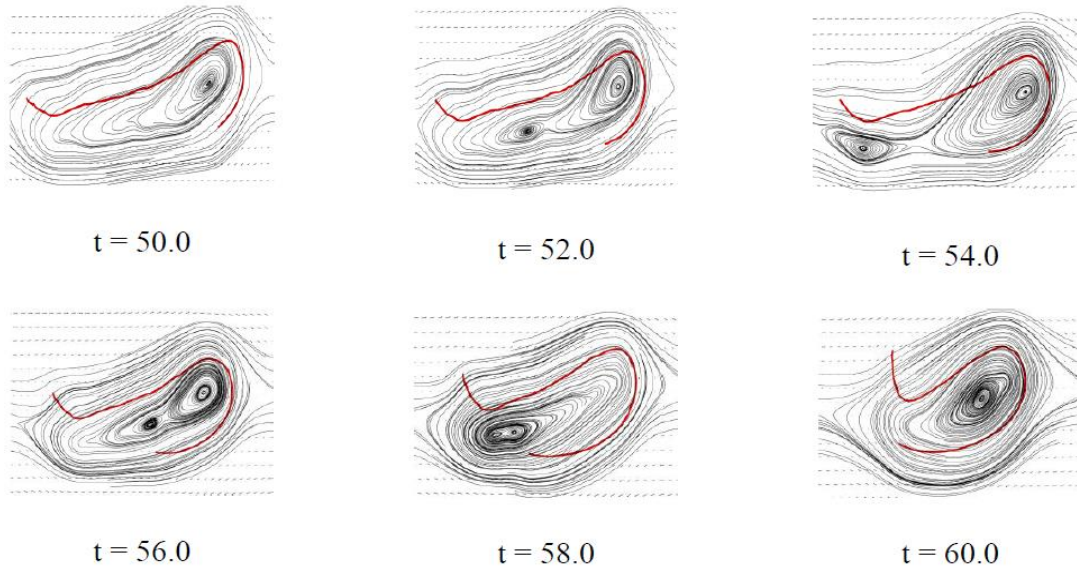 t = 50.0
t = 52.0
t = 54.0
t = 56.0
t = 58.0
t = 60.0